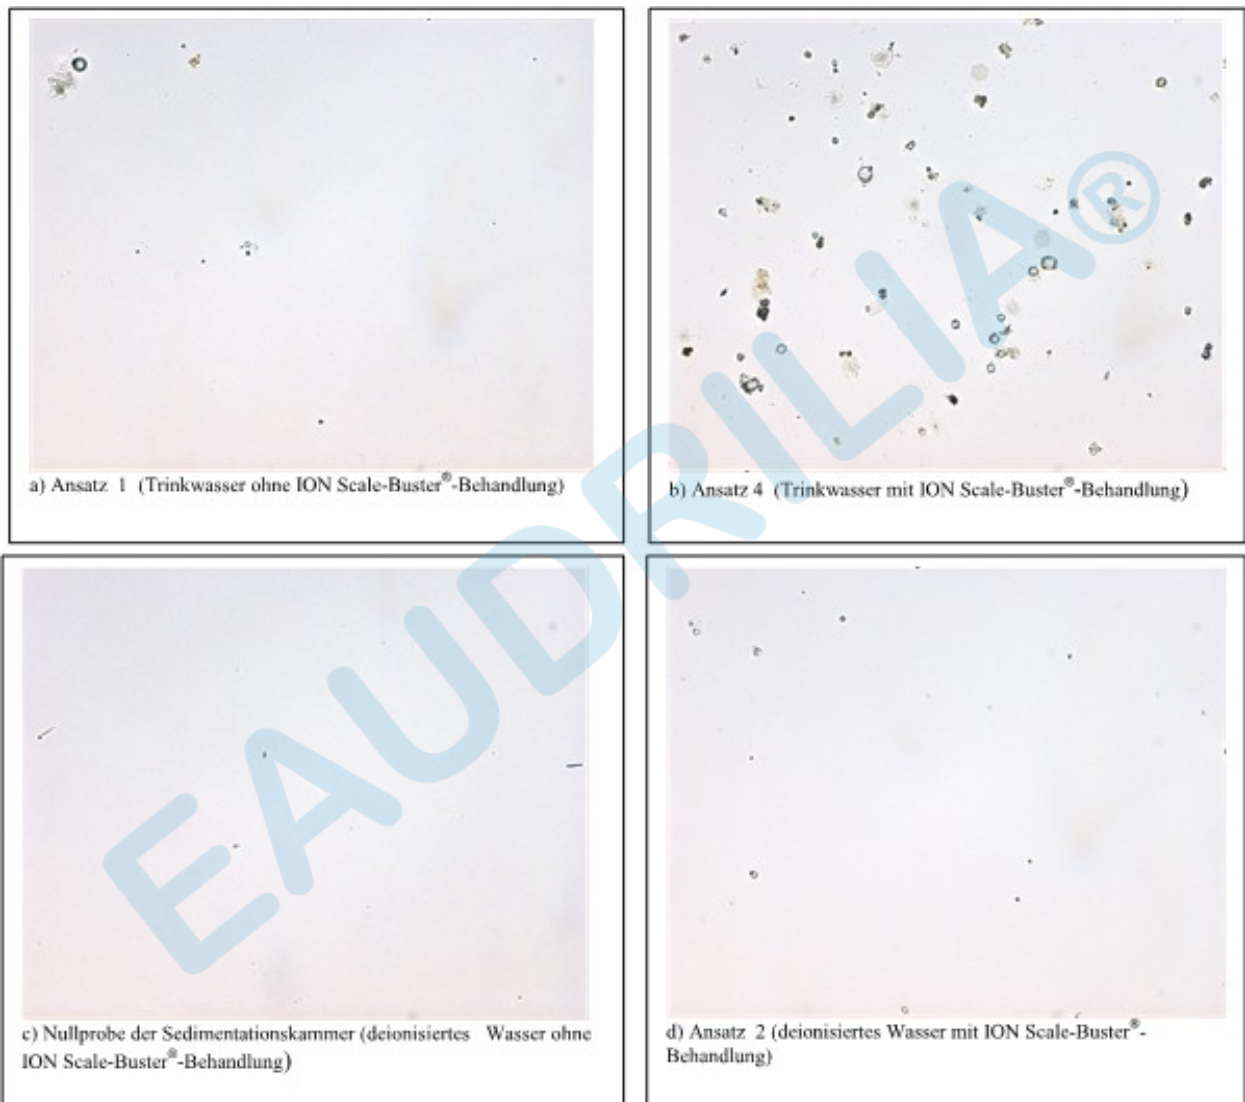 a) Ansatz 1 (Trinkwasser ohne ION Scale-Buster®-Behandlung)
b) Ansatz 4 (Trinkwasser mit ION Scale-Buster®-Behandlung)
EAUDRILIA®
c) Nullprobe der Sedimentationskammer (deionisiertes Wasser ohne
ION Scale-Buster®-Behandlung)
d) Ansatz 2 (deionisiertes Wasser mit ION Scale-Buster®-
Behandlung)